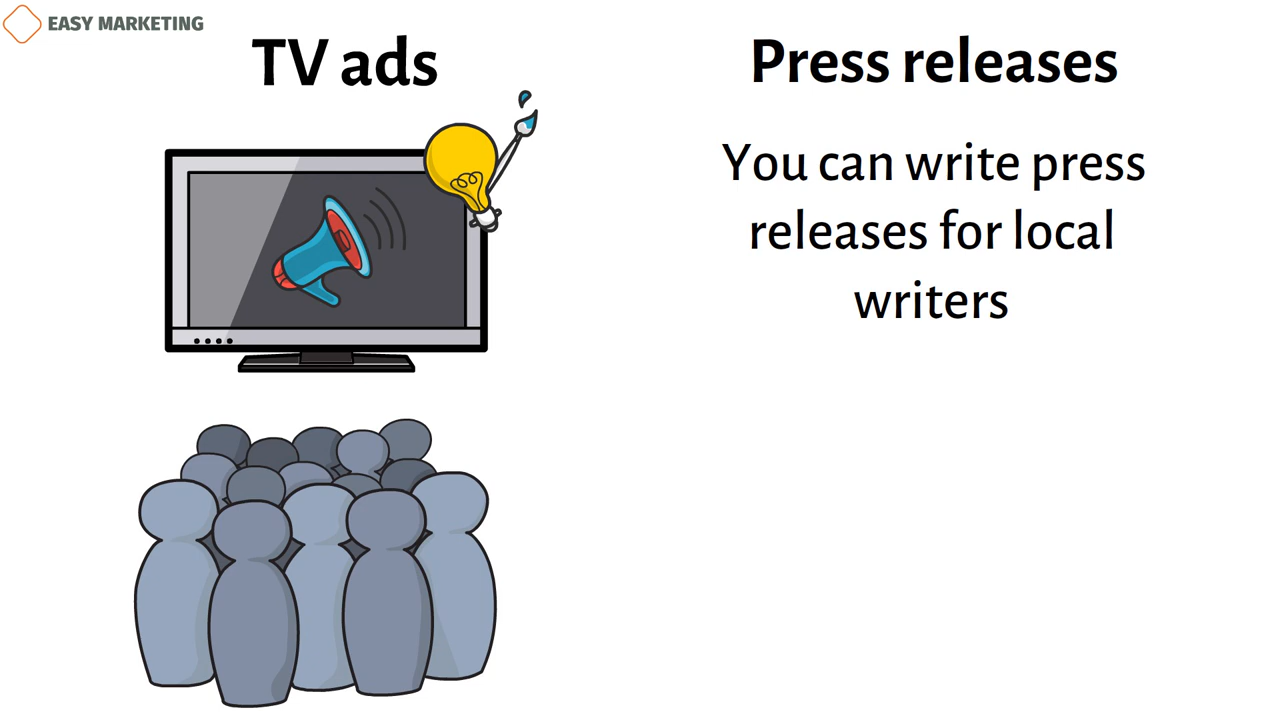 EASY MARKETING
TV ads
Press releases
You can write press
releases for local
writers